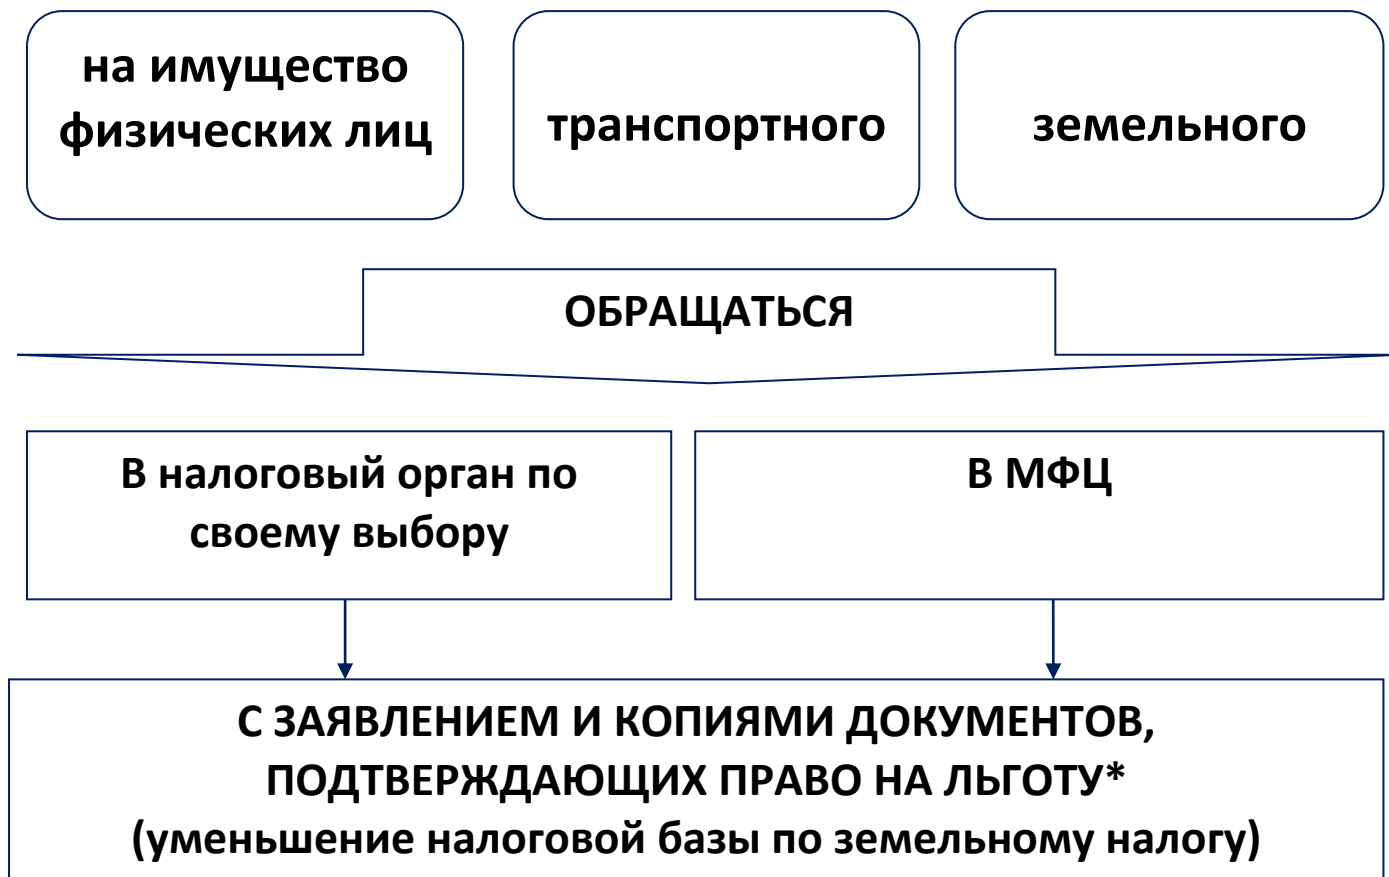 на имущество
физических лиц
транспортного
земельного
ОБРАЩАТЬСЯ
В налоговый орган по
своему выбору
В МФЦ
С ЗАЯВЛЕНИЕМ И КОПИЯМИ ДОКУМЕНТОВ,
ПОДТВЕРЖДАЮЩИХ ПРАВО НА ЛЬГОТУ*
(уменьшение налоговой базы по земельному налогу)